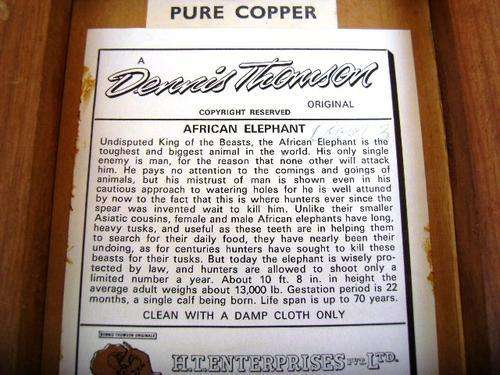 PURE COPPER
A
Dennis Thomson
ORIGINAL
COPYRIGHT RESERVED
AFRICAN ELEPHANT
Undisputed King of the Beasts, the African Elephant is the
toughest and biggest animal in the world. His only single
enemy is man, for the reason that none other will attack
him. He pays no attention to the comings and goings of
animals, but his mistrust of man is shown even in his
cautious approach to watering holes for he is well attuned
by now to the fact that this is where hunters ever since the
spear was invented wait to kill him. Unlike their smaller
Asiatic cousins, female and male African elephants have long,
heavy tusks, and useful as these teeth are in helping them
to search for their daily food, they have nearly been their
undoing, as for centuries hunters have sought to kill these
beasts for their tusks. But today the elephant is wisely pro-
tected by law, and hunters are allowed to shoot only a
limited number a year. About 10 ft. 8 in. in height the
average adult weighs about 13,000 lb. Gestation period is 22
months, a single calf being born. Life span is up to 70 years.
CLEAN WITH A DAMP CLOTH ONLY
DENNIS THOMSON ORIGINALS
H.T. ENTERPRISES PVT. LTD.